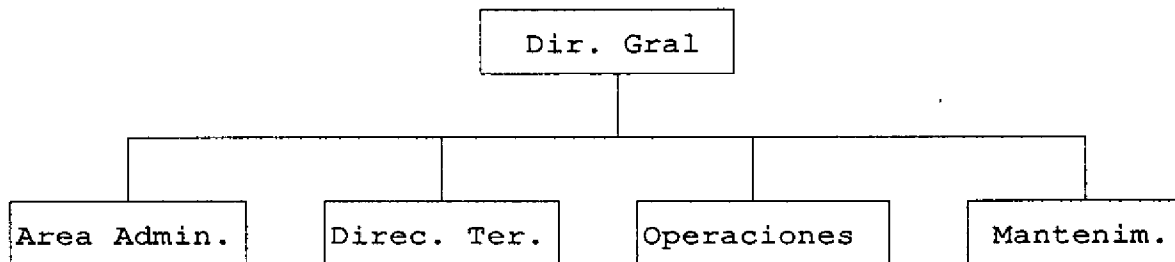 Dir. Gral
Area Admin.
Direc. Ter.
Operaciones
Mantenim.